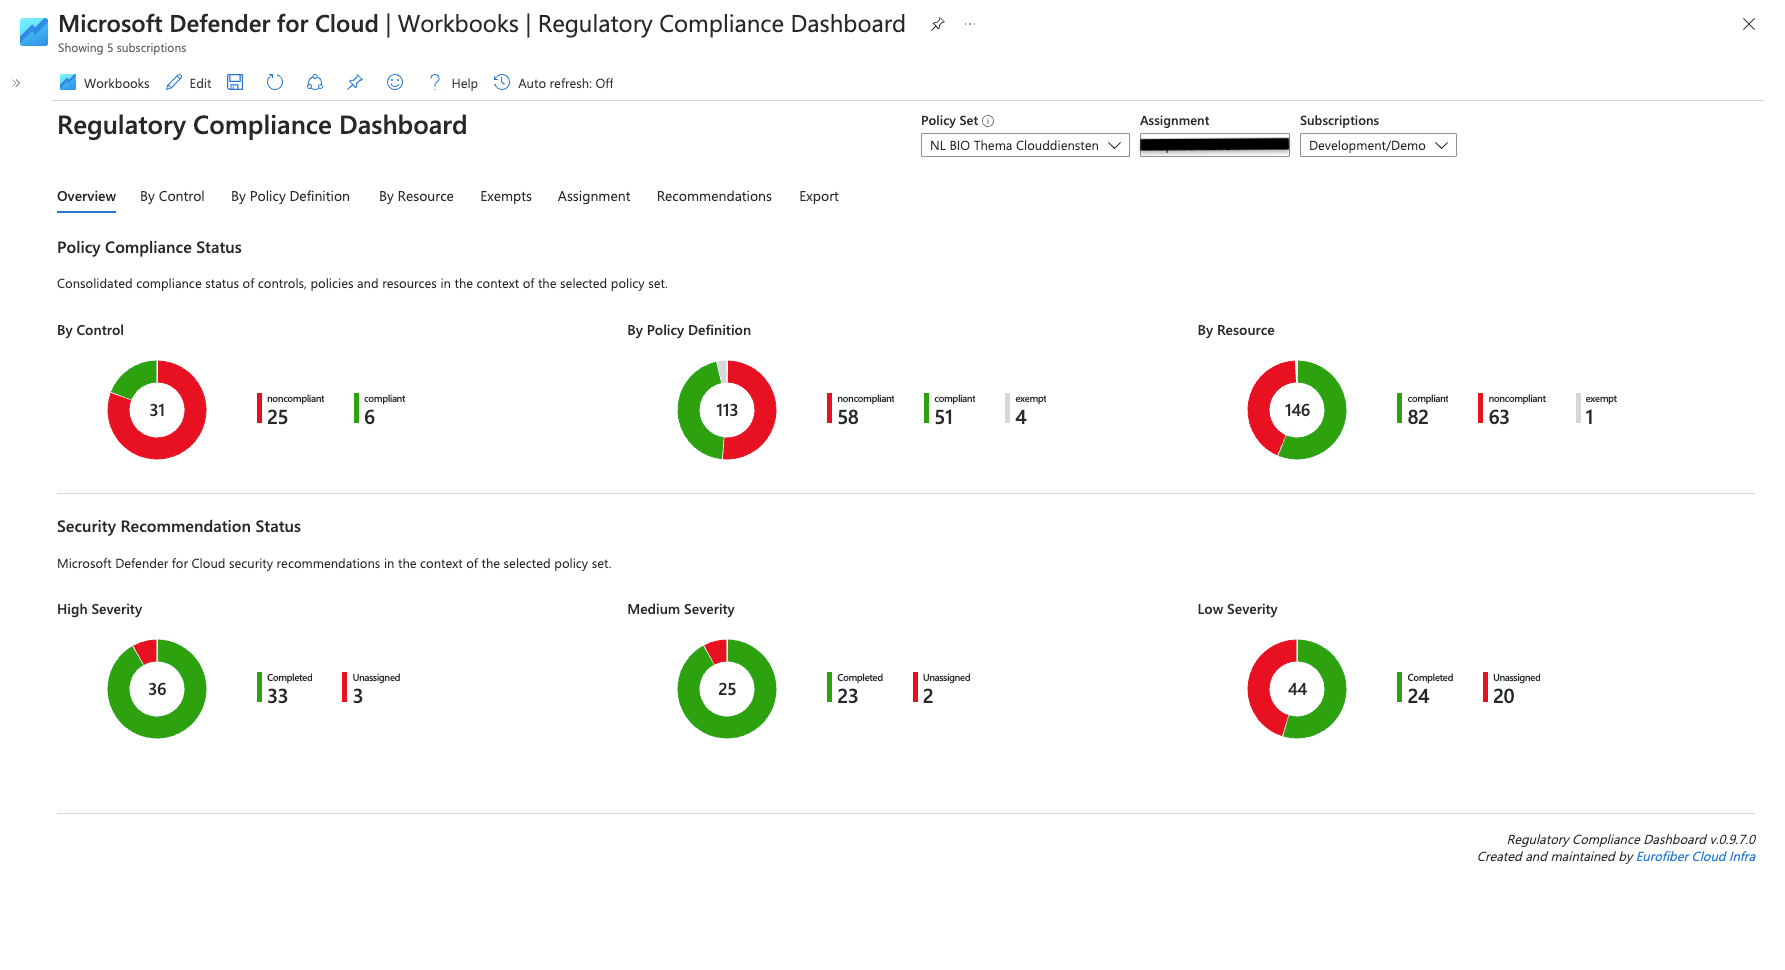 Microsoft Defender for Cloud | Workbooks | Regulatory Compliance Dashboard
Showing 5 subscriptions
Workbooks Edit Help Auto refresh: Off
Regulatory Compliance Dashboard
Policy Set Assignment Subscriptions
NL BIO Thema Clouddiensten Development/Demo
Overview By Control By Policy Definition By Resource Exempts Assignment Recommendations Export
Policy Compliance Status
Consolidated compliance status of controls, policies and resources in the context of the selected policy set.
By Control By Policy Definition By Resource
31 noncompliant 25 compliant 6
113 noncompliant 58 compliant 51 exempt 4
146 compliant 82 noncompliant 63 exempt 1
Security Recommendation Status
Microsoft Defender for Cloud security recommendations in the context of the selected policy set.
High Severity Medium Severity Low Severity
36 Completed 33 Unassigned 3
25 Completed 23 Unassigned 2
44 Completed 24 Unassigned 20
Regulatory Compliance Dashboard v.0.9.7.0
Created and maintained by Eurofiber Cloud Infra